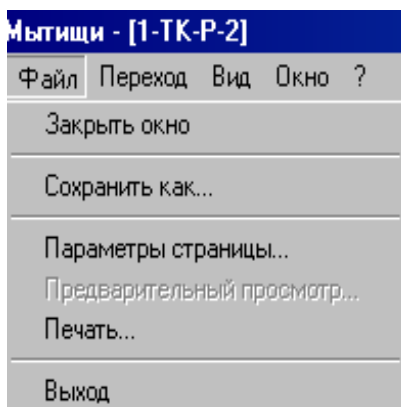 Мытищи - [1-ТК-Р-2]
Файл Переход Вид Окно ?
Закрыть окно
Сохранить как...
Параметры страницы...
Предварительный просмотр...
Печать...
Выход